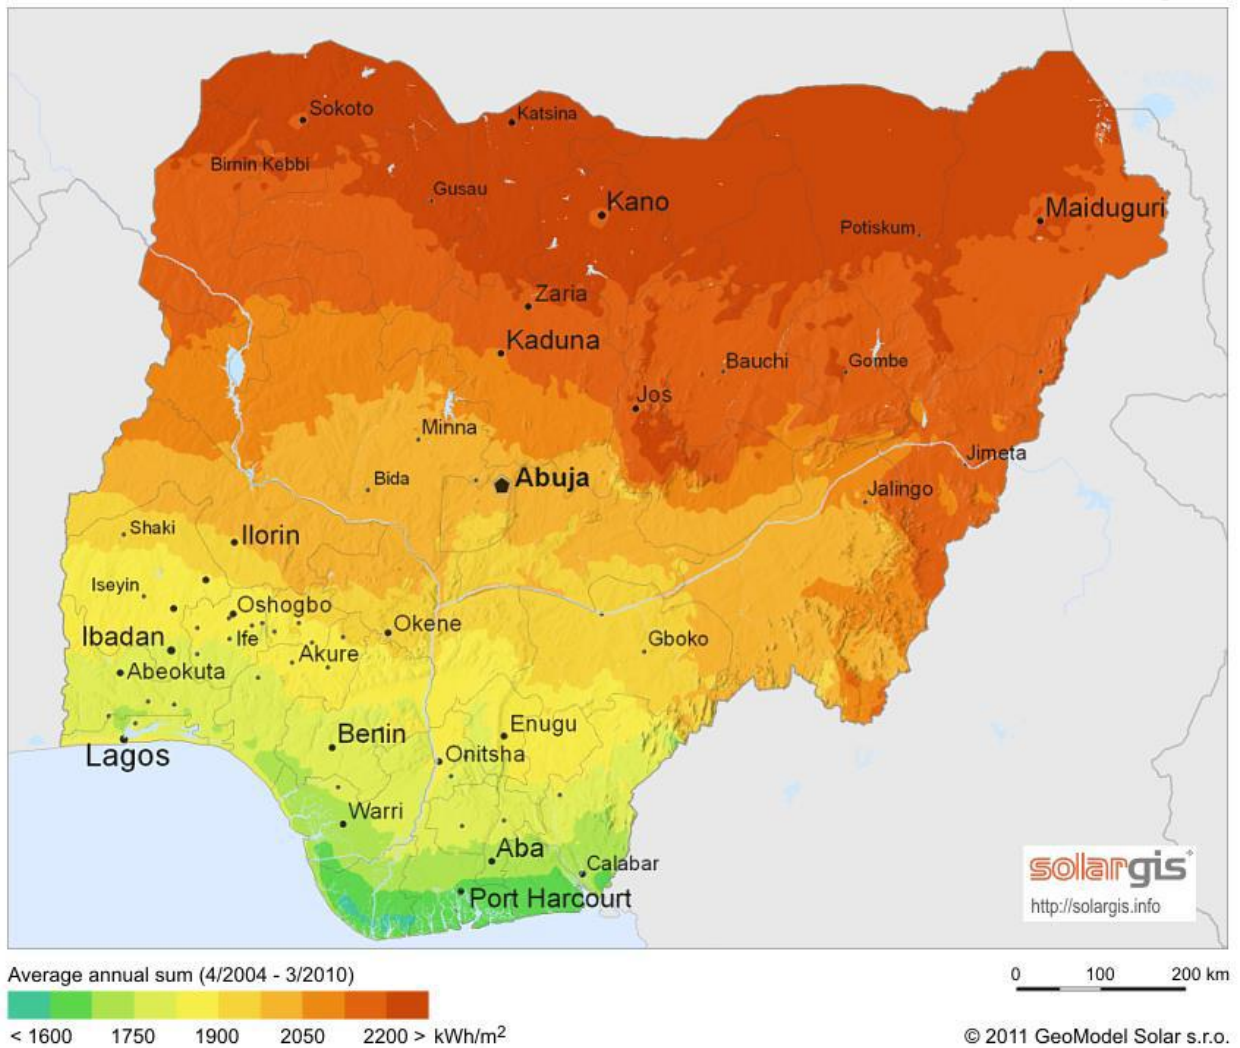 Sokoto
Katsina
Birnin Kebbi
Gusau
Kano
Maiduguri
Potiskum
Zaria
Kaduna
Bauchi
Gombe
Jos
Minna
Jimeta
Bida
Abuja
Jalingo
Shaki
Ilorin
Iseyin
Oshogbo
Okene
Ibadan
Ife
Gboko
Akure
Abeokuta
Enugu
Benin
Onitsha
Lagos
Warri
Aba
Calabar
Port Harcourt
solargis
http://solargis.info
Average annual sum (4/2004 - 3/2010)
0 100 200 km
< 1600 1750 1900 2050 2200 > kWh/m2
© 2011 GeoModel Solar s.r.o.